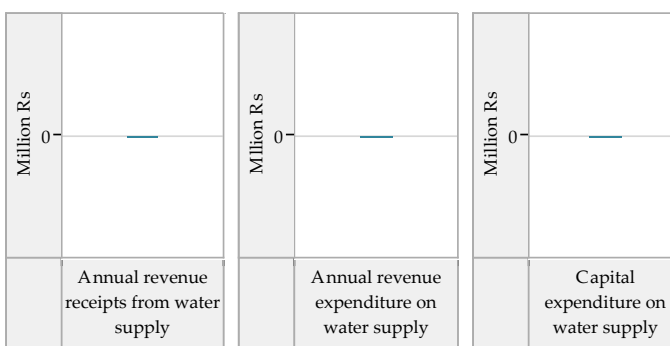 Million Rs
0
Annual revenue
receipts from water
supply
Million Rs
0
Annual revenue
expenditure on
water supply
Million Rs
0
Capital
expenditure on
water supply